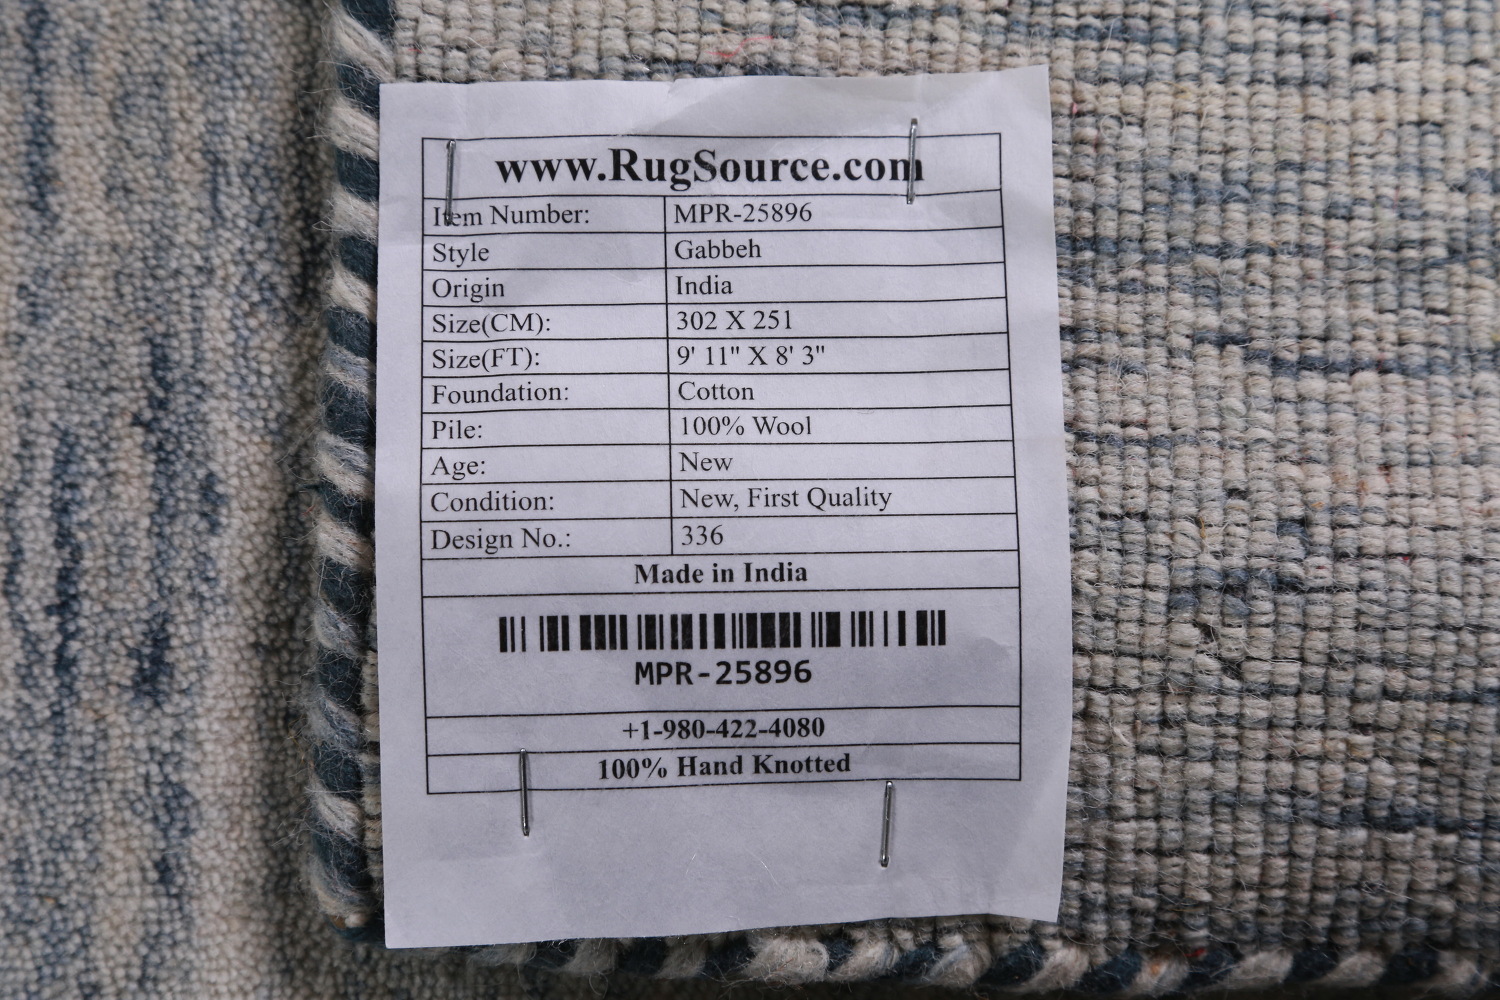 www.RugSource.com
Item Number: MPR-25896
Style Gabbeh
Origin India
Size(CM): 302 X 251
Size(FT): 9' 11" X 8' 3"
Foundation: Cotton
Pile: 100% Wool
Age: New
Condition: New, First Quality
Design No.: 336
Made in India
MPR-25896
+1-980-422-4080
100% Hand Knotted